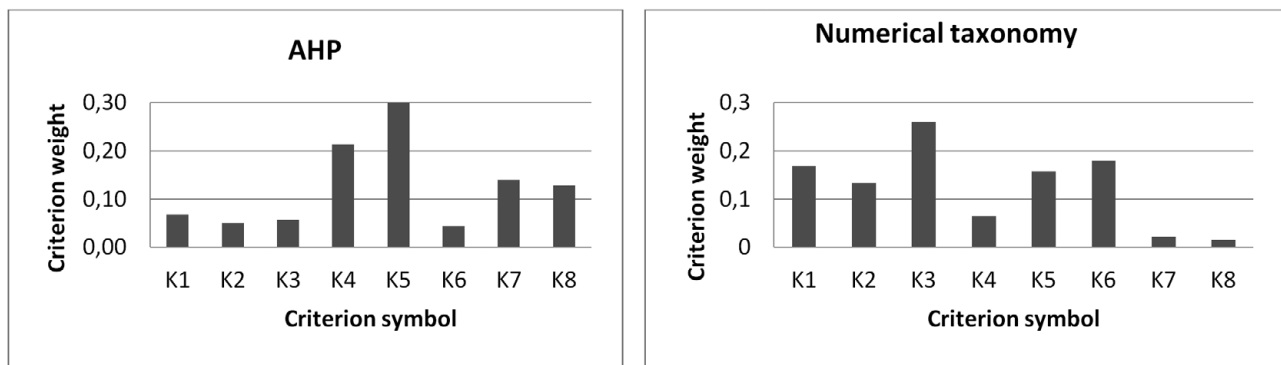 AHP
Criterion weight
0,30
0,20
0,10
0,00
K1 K2 K3 K4 K5 K6 K7 K8
Criterion symbol
Numerical taxonomy
Criterion weight
0,3
0,2
0,1
0
K1 K2 K3 K4 K5 K6 K7 K8
Criterion symbol